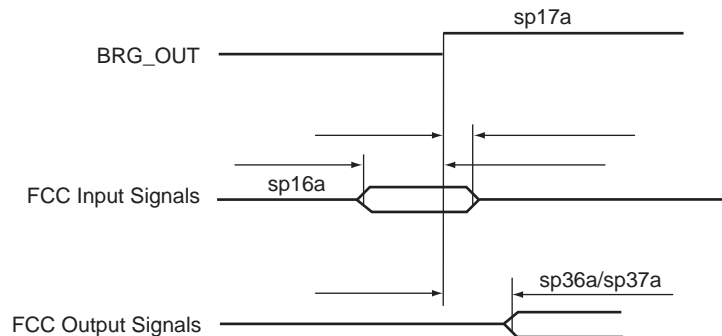 sp17a
BRG_OUT
sp16a
FCC Input Signals
sp36a/sp37a
FCC Output Signals